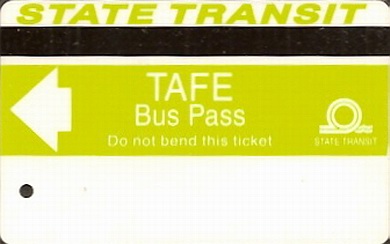 STATE TRANSIT
TAFE
Bus Pass
Do not bend this ticket
STATE TRANSIT